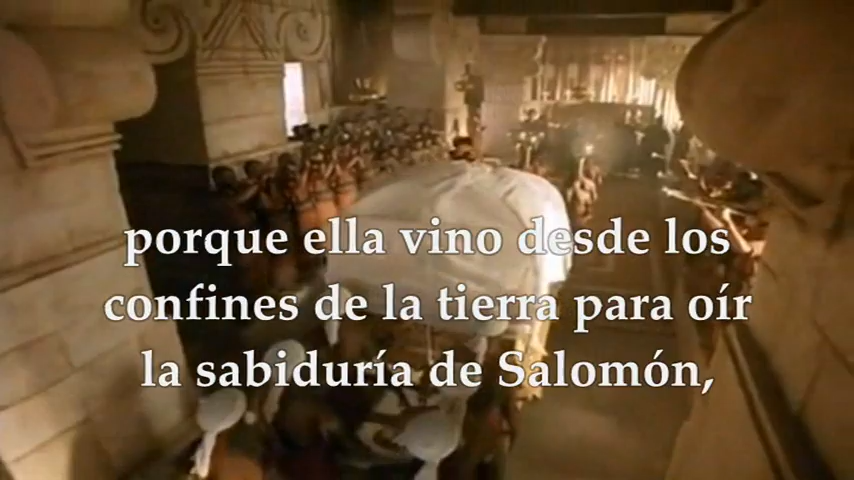 porque ella vino desde los
confines de la tierra para oír
la sabiduría de Salomón,